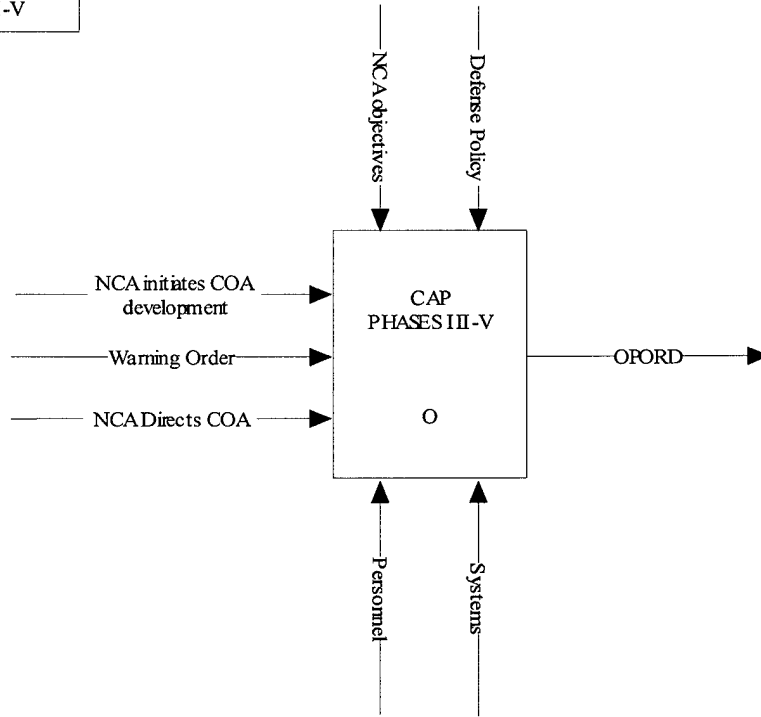 -V
NCA objectives
Defense Policy
NCA initiates COA
development
CAP
PHASES III-V
Warning Order
OPORD
NCA Directs COA
O
Personnel
Systems